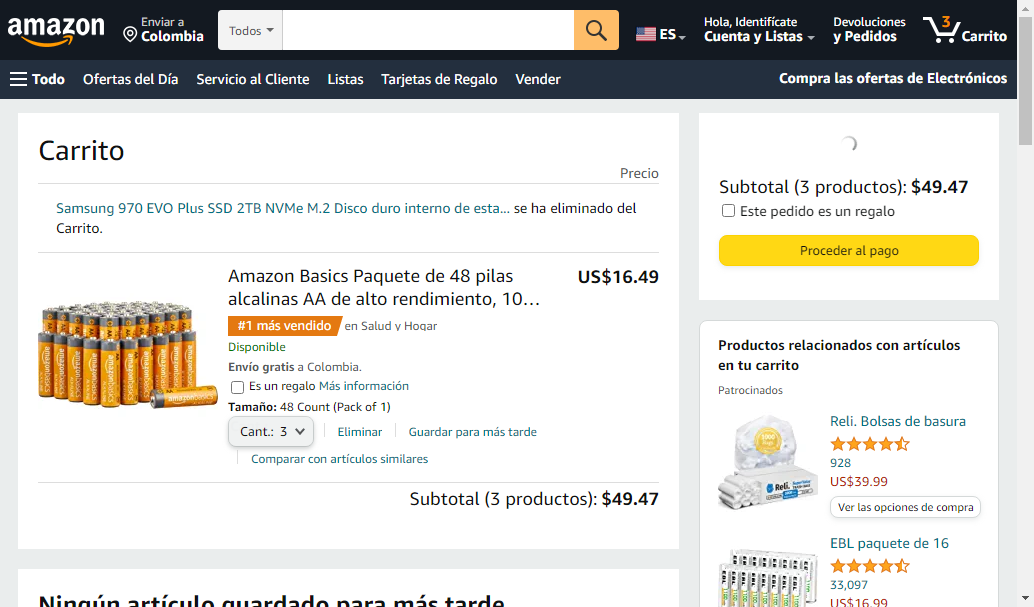 amazon
Enviar a
Colombia
Todos
ES
Hola, Identifícate
Cuenta y Listas
Devoluciones
y Pedidos
3
Carrito
Todo
Ofertas del Día
Servicio al Cliente
Listas
Tarjetas de Regalo
Vender
Compra las ofertas de Electrónicos
Carrito
Precio
Samsung 970 EVO Plus SSD 2TB NVMe M.2 Disco duro interno de esta... se ha eliminado del
Carrito.
Amazon Basics Paquete de 48 pilas
alcalinas AA de alto rendimiento, 10...
US$16.49
#1 más vendido en Salud y Hogar
Disponible
Envío gratis a Colombia.
Es un regalo Más información
Tamaño: 48 Count (Pack of 1)
Cant.: 3
Eliminar
Guardar para más tarde
Comparar con artículos similares
Subtotal (3 productos): $49.47
Ningún artículo guardado para más tarde
Subtotal (3 productos): $49.47
Este pedido es un regalo
Proceder al pago
Productos relacionados con artículos
en tu carrito
Patrocinados
Reli.
Reli. Bolsas de basura
928
US$39.99
Ver las opciones de compra
EBL paquete de 16
33,097
US$16.99